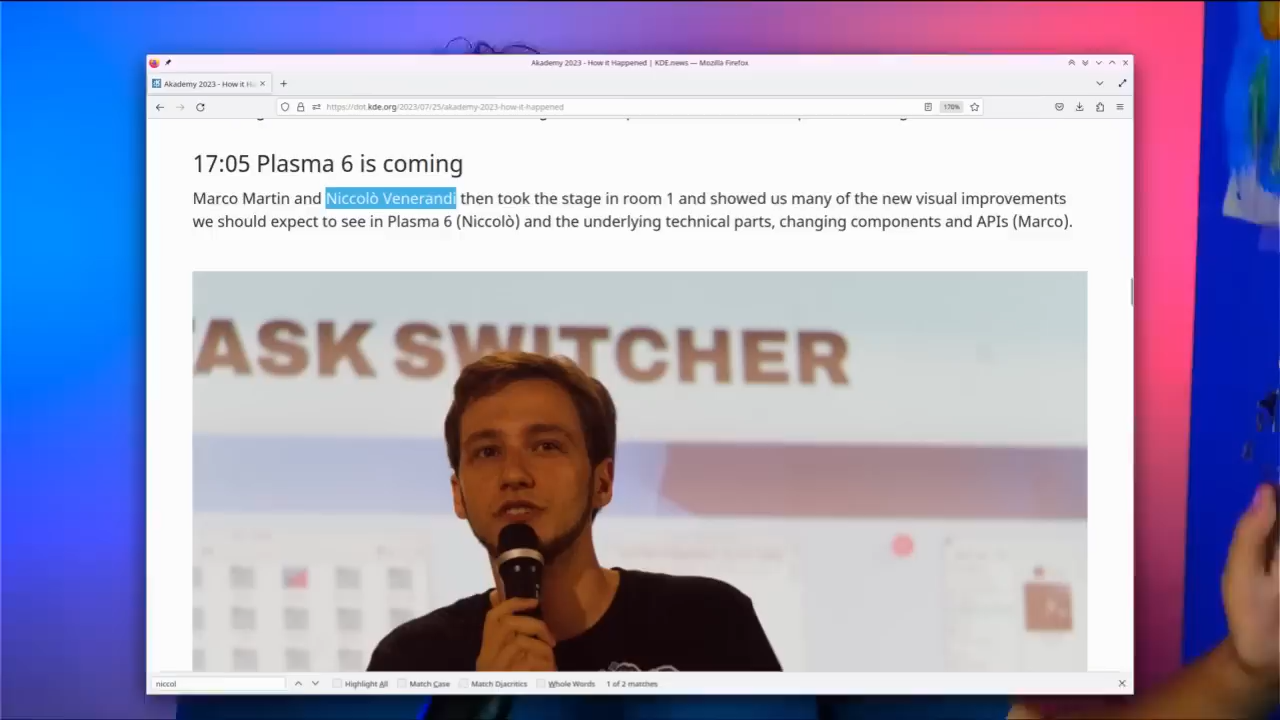 Akademy 2023 - How it Happened | KDE.news — Mozilla Firefox
Akademy 2023 - How it H
https://dot.kde.org/2023/07/25/akademy-2023-how-it-happened
170%
17:05 Plasma 6 is coming
Marco Martin and Niccolò Venerandi then took the stage in room 1 and showed us many of the new visual improvements
we should expect to see in Plasma 6 (Niccolò) and the underlying technical parts, changing components and APIs (Marco).
TASK SWITCHER
niccol
Highlight All
Match Case
Match Diacritics
Whole Words
1 of 2 matches